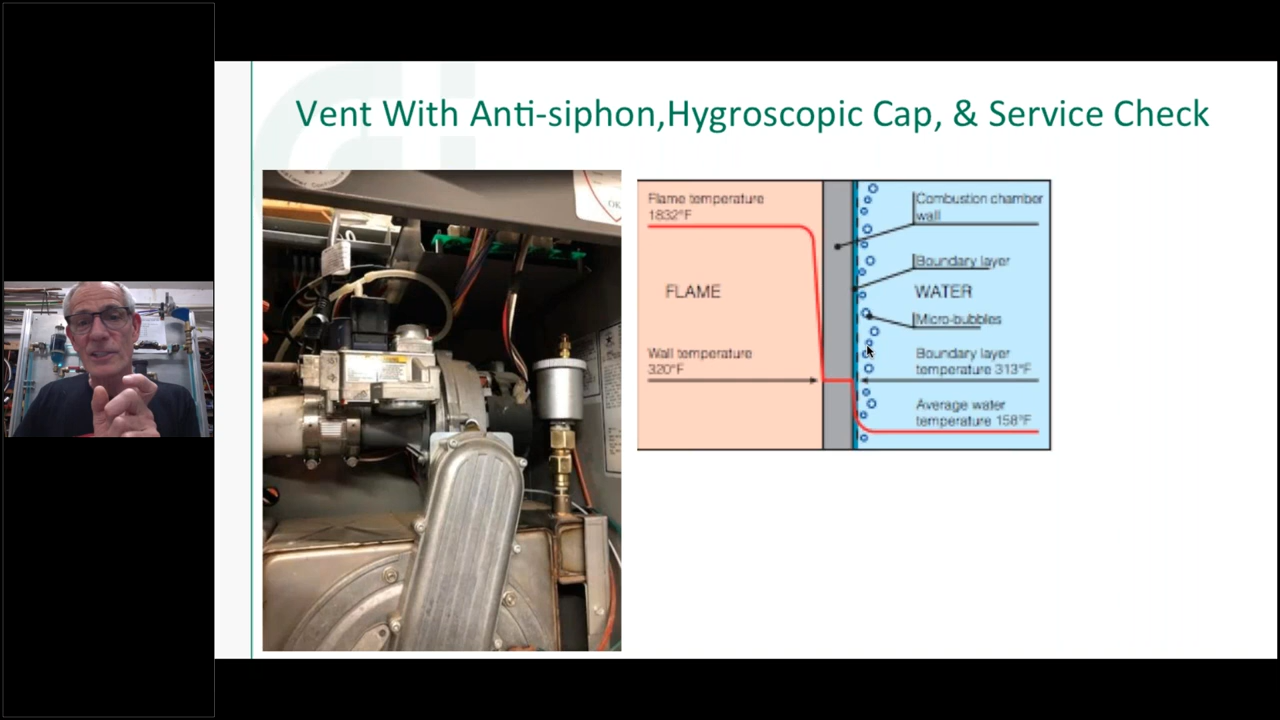 Vent With Anti-siphon,Hygroscopic Cap, & Service Check
OK
Flame temperature
1832°F
FLAME
Wall temperature
320°F
Combustion chamber
wall
Boundary layer
WATER
Micro-bubbles
Boundary layer
temperature 313°F
Average water
temperature 158°F